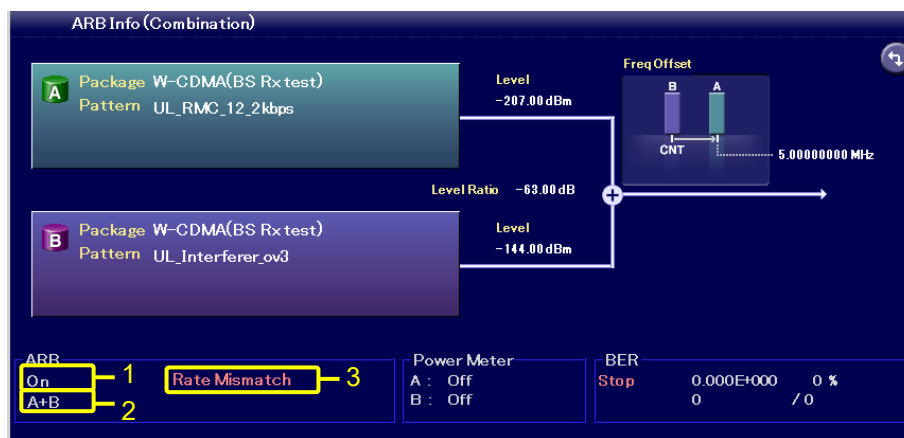 ARB Info (Combination)
A
Package W-CDMA(BS Rx test)
Pattern UL_RMC_12_2kbps
Level
-207.00 dBm
Freq Offset
B A
CNT
5.00000000 MHz
Level Ratio -63.00 dB
B
Package W-CDMA(BS Rx test)
Pattern UL_Interferer_ov3
Level
-144.00 dBm
ARB
On 1 Rate Mismatch 3
A+B 2
Power Meter
A : Off
B : Off
BER
Stop 0.000E+000 0 %
0 / 0